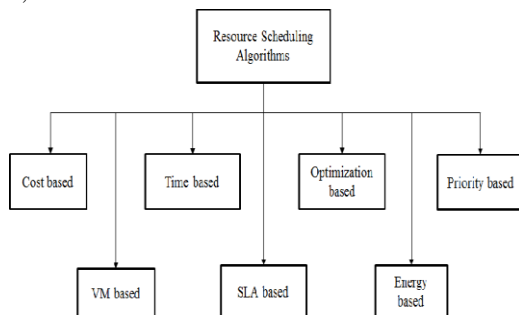 Resource Scheduling
Algorithms
Cost based
Time based
Optimization
based
Priority based
VM based
SLA based
Energy
based